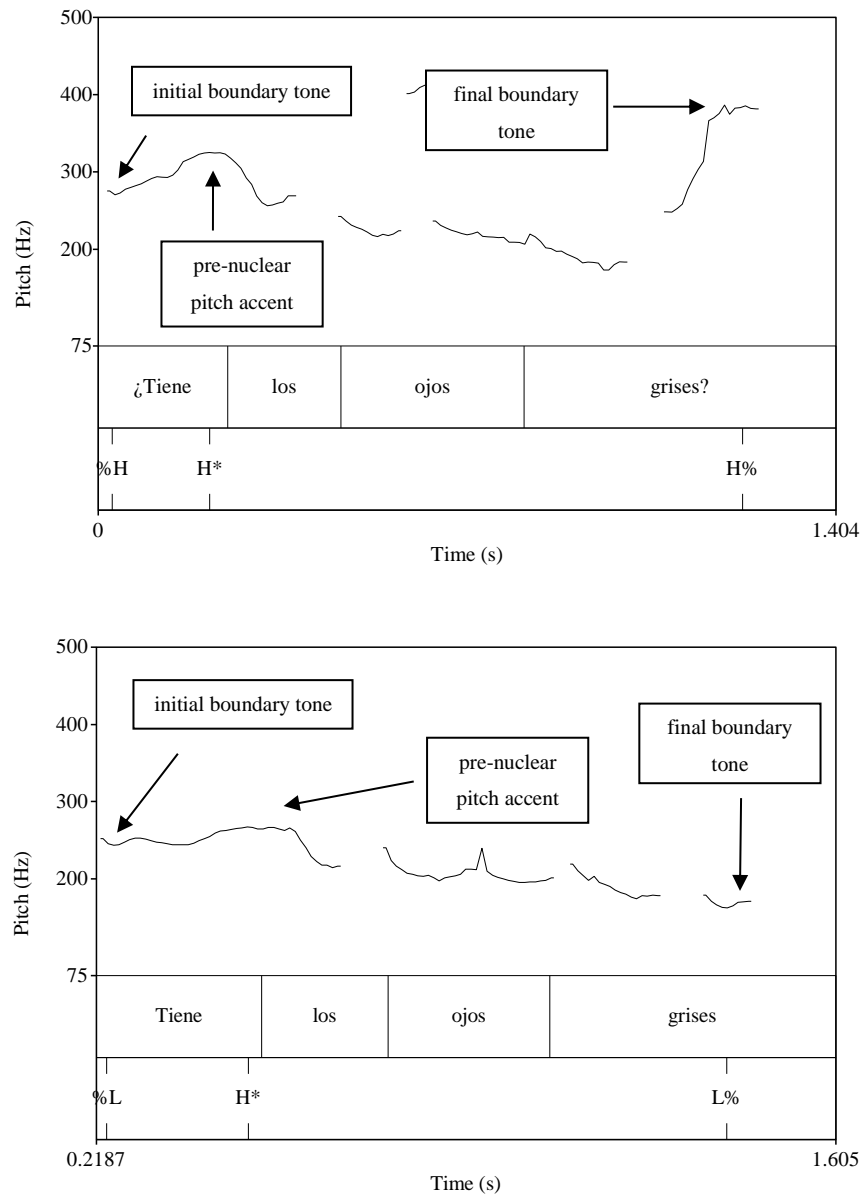 500
400
300
200
75
Pitch (Hz)
initial boundary tone
final boundary
tone
pre-nuclear
pitch accent
¿Tiene los ojos grises?
%H H* H%
0 1.404
Time (s)
500
400
300
200
75
Pitch (Hz)
initial boundary tone
pre-nuclear
pitch accent
final boundary
tone
Tiene los ojos grises
%L H* L%
0.2187 1.605
Time (s)